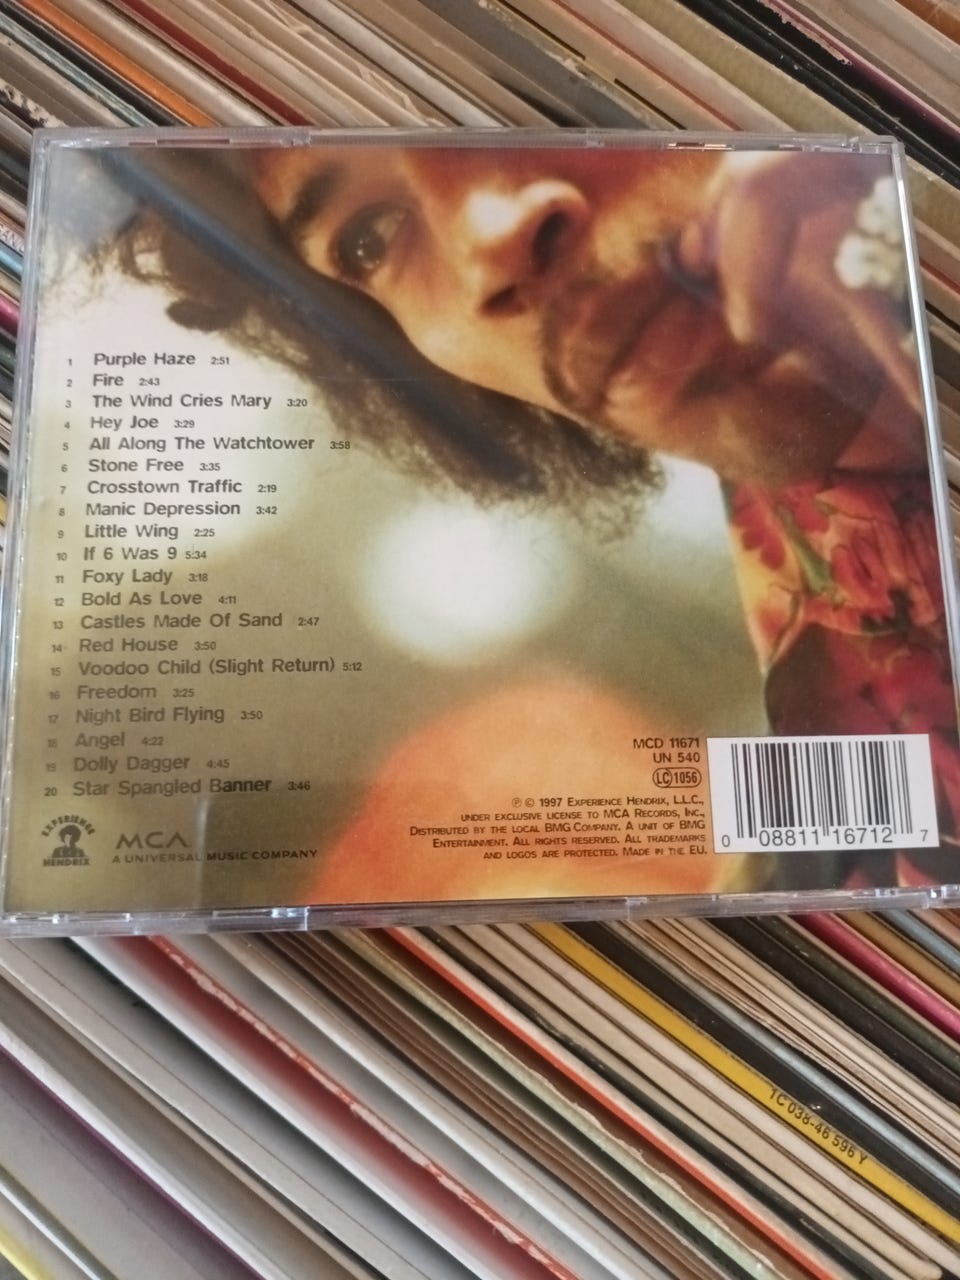 1 Purple Haze 2:51
2 Fire 2:43
3 The Wind Cries Mary 3:20
4 Hey Joe 3:29
5 All Along The Watchtower 3:58
6 Stone Free 3:35
7 Crosstown Traffic 2:19
8 Manic Depression 3:42
9 Little Wing 2:25
10 If 6 Was 9 5:34
11 Foxy Lady 3:18
12 Bold As Love 4:11
13 Castles Made Of Sand 2:47
14 Red House 3:50
15 Voodoo Child (Slight Return) 5:12
16 Freedom 3:25
17 Night Bird Flying 3:50
18 Angel 4:22
19 Dolly Dagger 4:45
20 Star Spangled Banner 3:46
EXPERIENCE
HENDRIX
MCA
A UNIVERSAL MUSIC COMPANY
MCD 11671
UN 540
LC 1056
℗ © 1997 EXPERIENCE HENDRIX, L.L.C.,
UNDER EXCLUSIVE LICENSE TO MCA RECORDS, INC.,
DISTRIBUTED BY THE LOCAL BMG COMPANY. A UNIT OF BMG
ENTERTAINMENT. ALL RIGHTS RESERVED. ALL TRADEMARKS
AND LOGOS ARE PROTECTED. MADE IN THE EU.
0 08811 16712 7
1C 038-46 596 Y